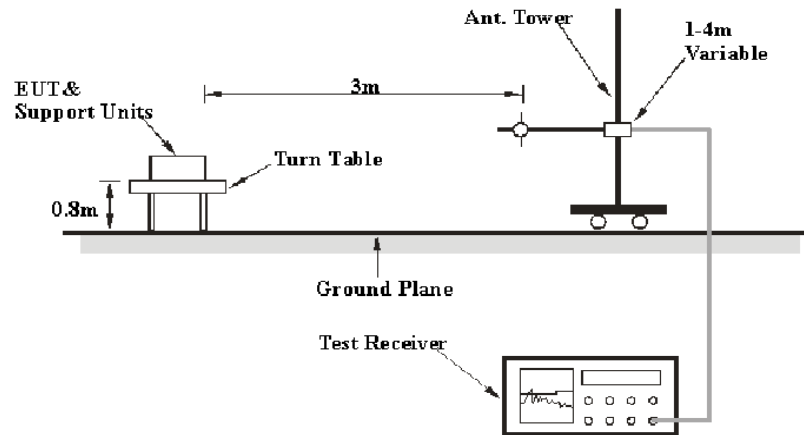 Ant. Tower
1-4m
Variable
EUT&
Support Units
3m
Turn Table
0.8m
Ground Plane
Test Receiver